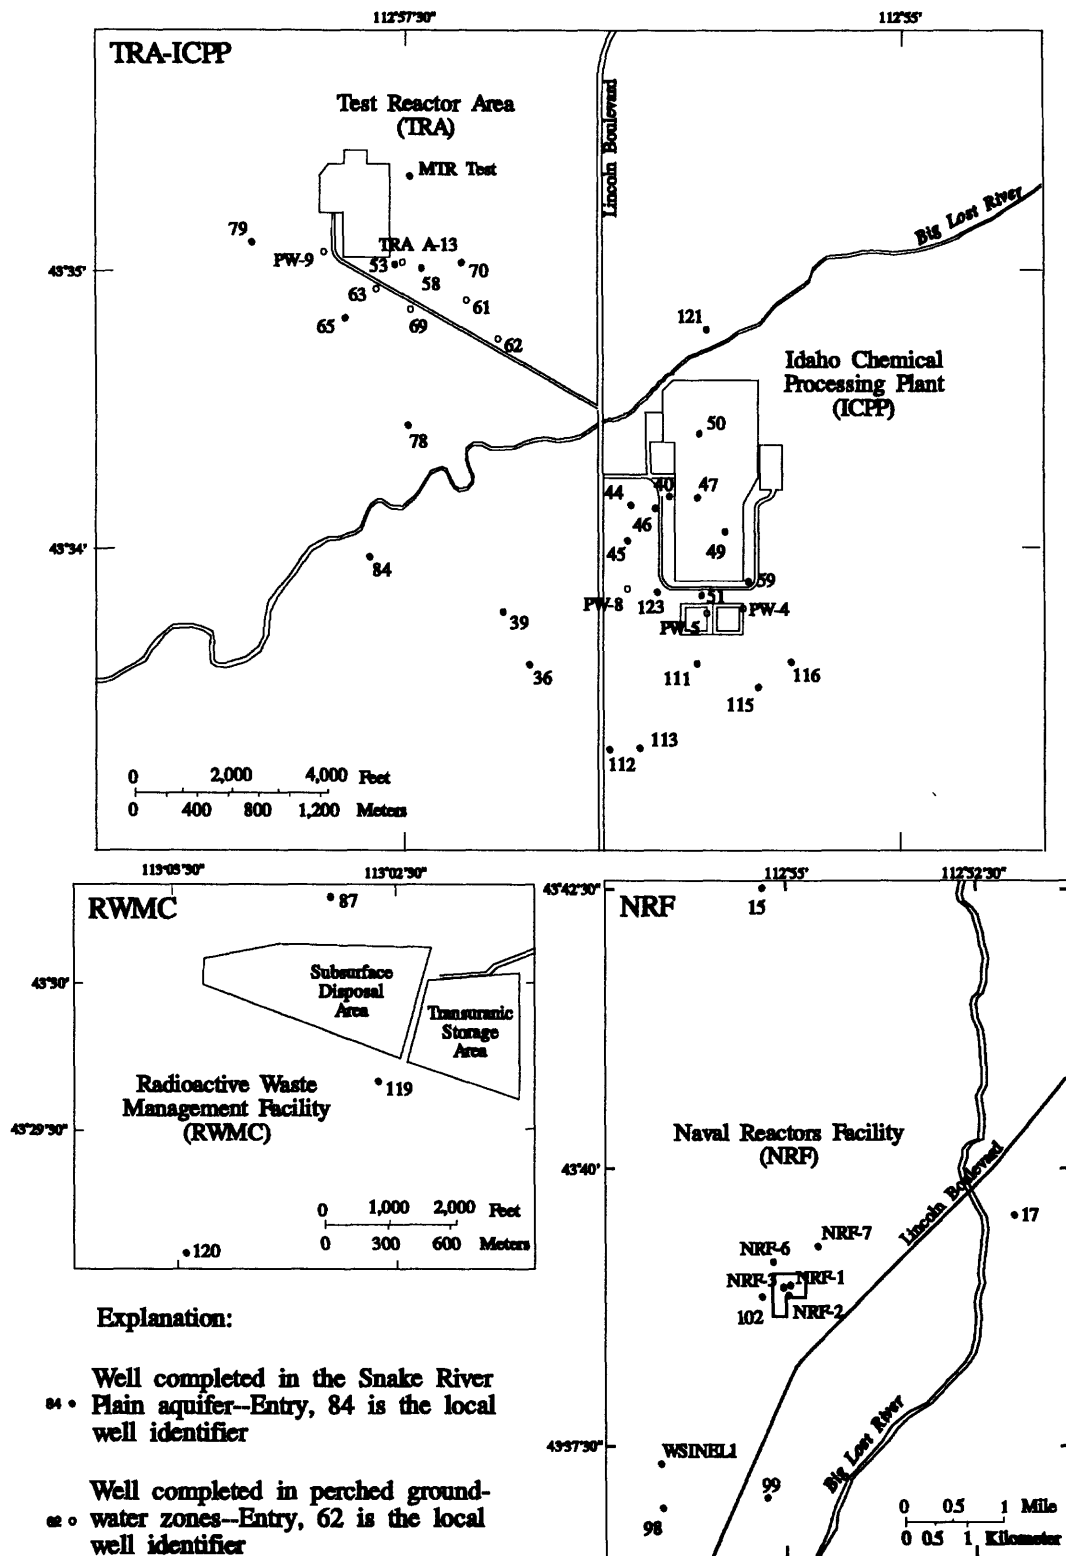 112°57'30"
112°55'
TRA-ICPP
Lincoln Boulevard
Test Reactor Area
(TRA)
MTR Test
Big Lost River
79
TRA A-13
PW-9
53
70
43°35'
58
63
61
69
65
121
62
Idaho Chemical
Processing Plant
(ICPP)
50
78
40
47
44
46
49
43°34'
45
84
59
PW-8
123
51
PW-4
39
PW-5
36
111
116
115
113
112
0 2,000 4,000 Feet
0 400 800 1,200 Meters
113°03'30"
113°02'30"
RWMC
87
43°30'
Subsurface
Disposal
Area
Transuranic
Storage
Area
119
Radioactive Waste
Management Facility
(RWMC)
43°29'30"
0 1,000 2,000 Feet
0 300 600 Meters
120
112°55'
112°52'30"
43°42'30"
NRF
15
Naval Reactors Facility
(NRF)
43°40'
Lincoln Boulevard
17
NRF-7
NRF-6
NRF-3
NRF-1
NRF-2
102
43°37'30"
WSINEL1
Big Lost River
99
98
0 0.5 1 Mile
0 0.5 1 Kilometer
Explanation:
Well completed in the Snake River
84 Plain aquifer--Entry, 84 is the local
well identifier
Well completed in perched ground-
62 water zones--Entry, 62 is the local
well identifier